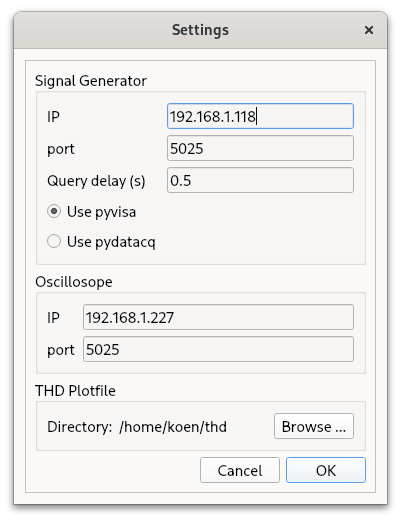 Settings
Signal Generator
IP 192.168.1.118
port 5025
Query delay (s) 0.5
Use pyvisa
Use pydatacq
Oscillosope
IP 192.168.1.227
port 5025
THD Plotfile
Directory: /home/koen/thd Browse ...
Cancel OK